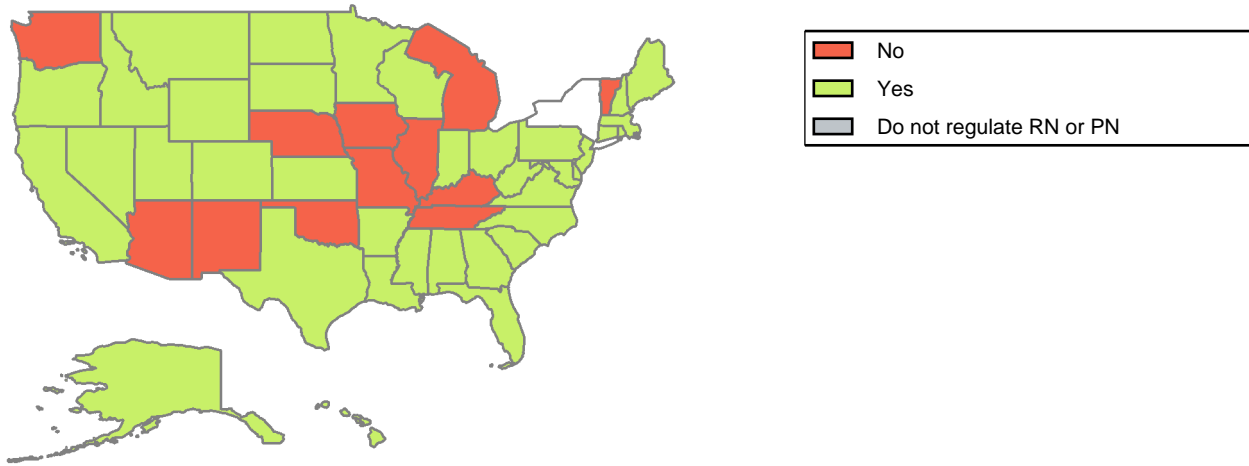 No
Yes
Do not regulate RN or PN